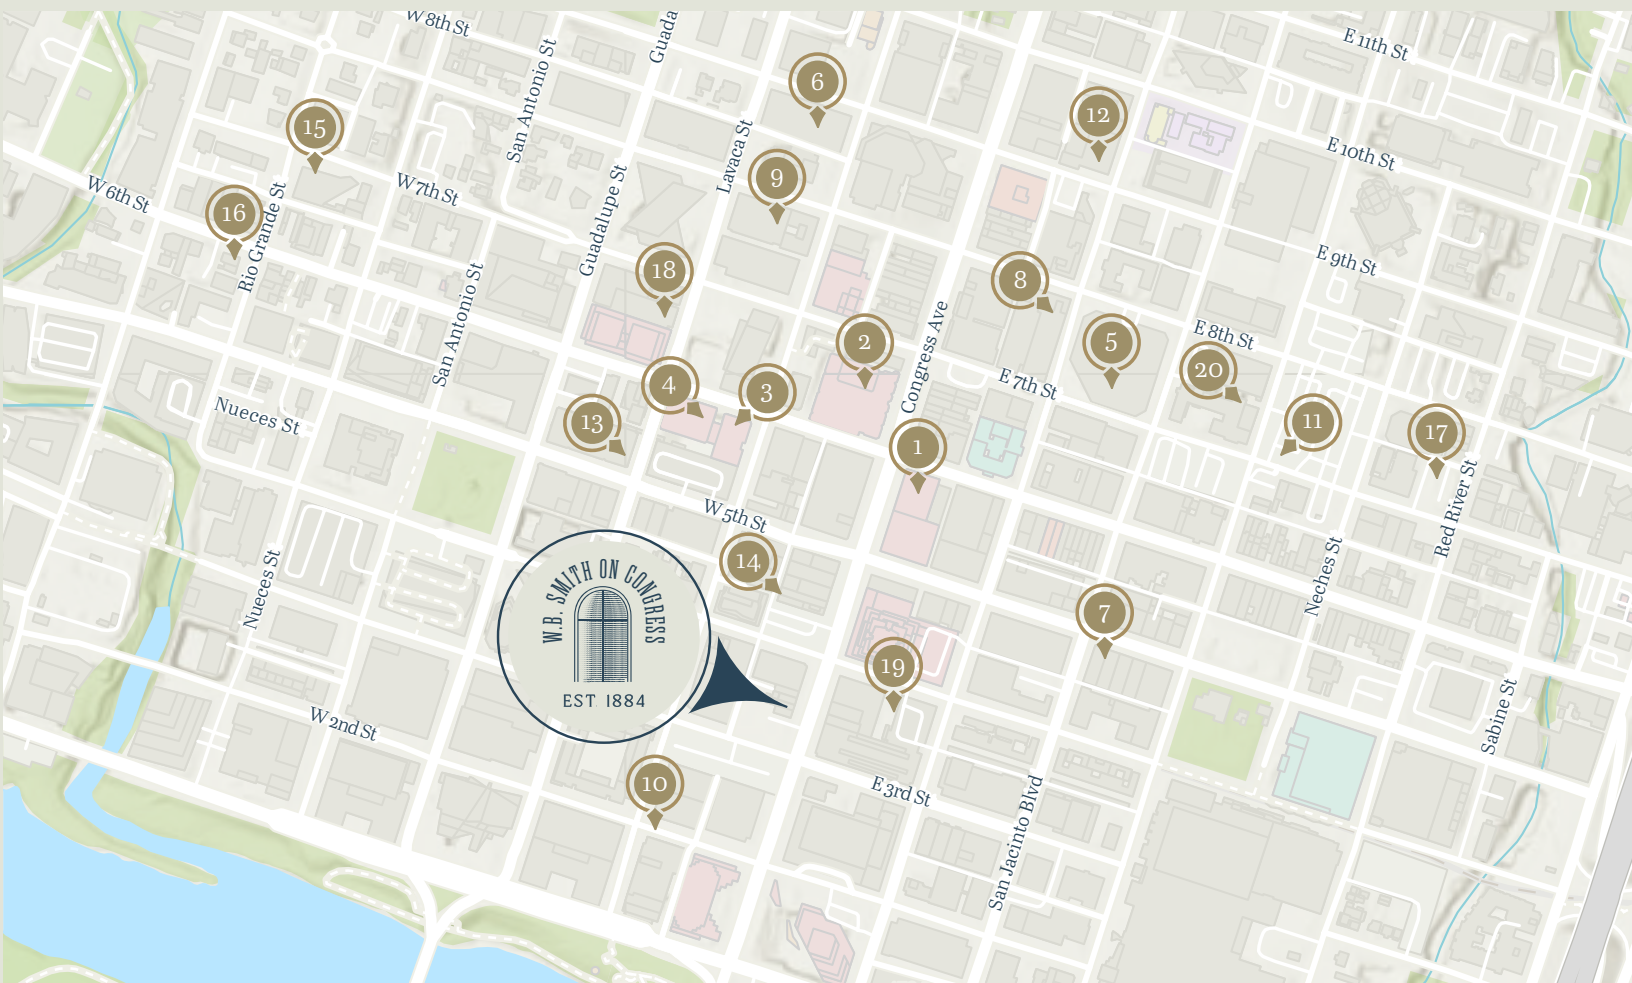 W 8th St
Guada
E 11th St
San Antonio St
6
12
15
Lavaca St
E 10th St
9
W 6th St
W 7th St
16
Rio Grande St
Guadalupe St
18
E 9th St
8
San Antonio St
Congress Ave
2
5
E 8th St
20
E 7th St
4
3
13
Nueces St
1
11
17
Red River St
W 5th St
14
Nueces St
Neches St
W.B. SMITH ON CONGRESS
EST 1884
7
19
W 2nd St
Sabine St
10
E 3rd St
San Jacinto Blvd